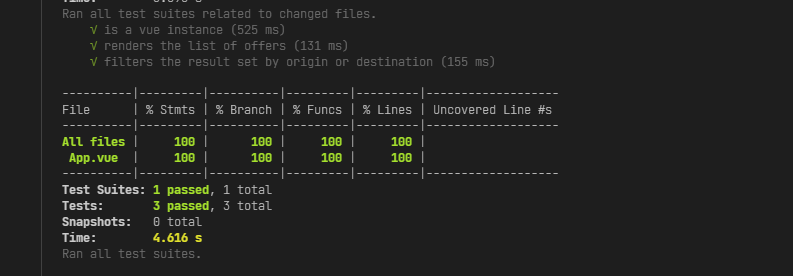 Ran all test suites related to changed files.
√ is a vue instance (525 ms)
√ renders the list of offers (131 ms)
√ filters the result set by origin or destination (155 ms)
----------|---------|----------|---------|---------|-------------------
File      | % Stmts | % Branch | % Funcs | % Lines | Uncovered Line #s
----------|---------|----------|---------|---------|-------------------
All files |     100 |      100 |     100 |     100 |
 App.vue  |     100 |      100 |     100 |     100 |
----------|---------|----------|---------|---------|-------------------
Test Suites: 1 passed, 1 total
Tests:       3 passed, 3 total
Snapshots:   0 total
Time:        4.616 s
Ran all test suites.